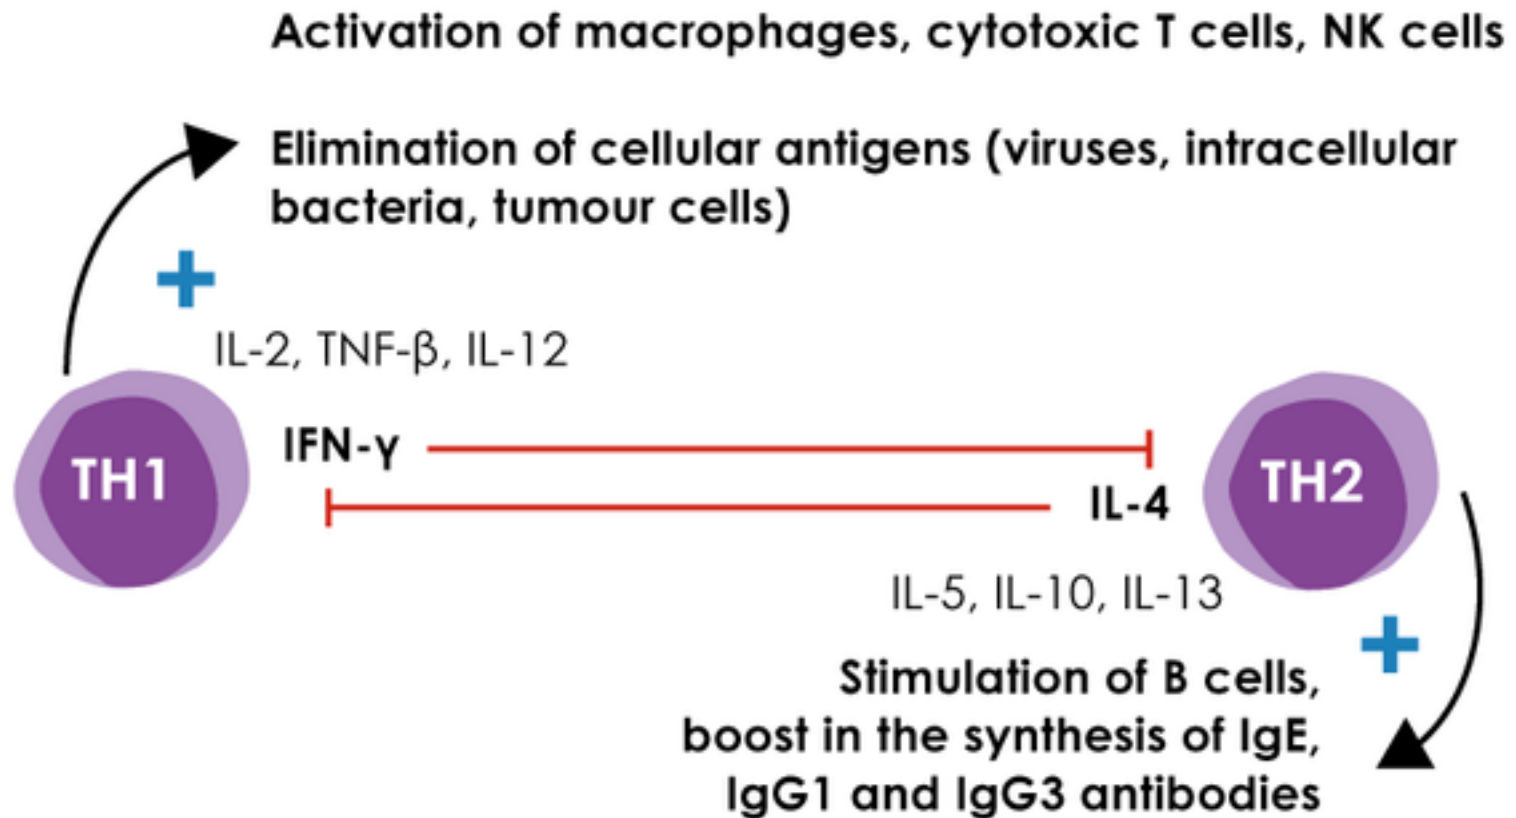 Activation of macrophages, cytotoxic T cells, NK cells
Elimination of cellular antigens (viruses, intracellular
bacteria, tumour cells)
+
IL-2, TNF-β, IL-12
IFN-γ
TH1
TH2
IL-4
IL-5, IL-10, IL-13
+
Stimulation of B cells,
boost in the synthesis of IgE,
IgG1 and IgG3 antibodies